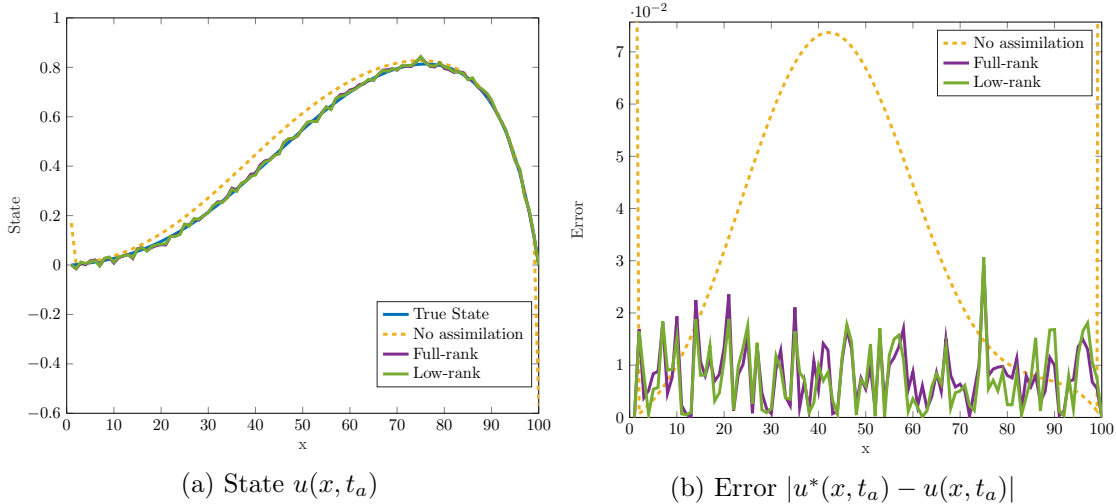 1
0.8
0.6
0.4
0.2
0
−0.2
−0.4
−0.6
State
0 10 20 30 40 50 60 70 80 90 100
x
True State
No assimilation
Full-rank
Low-rank
(a) State u(x, t_a)
·10⁻²
7
6
5
4
3
2
1
0
Error
0 10 20 30 40 50 60 70 80 90 100
x
No assimilation
Full-rank
Low-rank
(b) Error |u*(x, t_a) − u(x, t_a)|